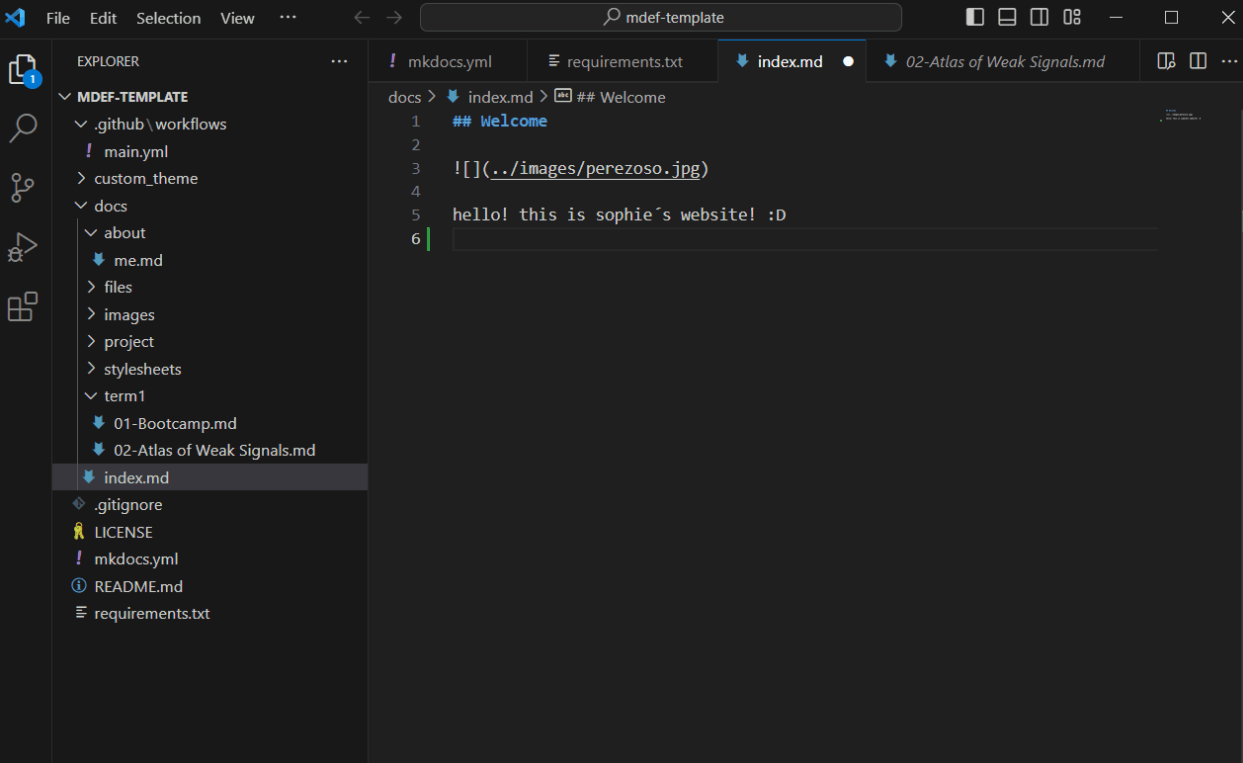 File Edit Selection View ··· mdef-template
EXPLORER ···
mkdocs.yml requirements.txt index.md 02-Atlas of Weak Signals.md ···
1
MDEF-TEMPLATE
docs > index.md > abc ## Welcome
.github\workflows
! main.yml
custom_theme
docs
about
me.md
files
images
project
stylesheets
term1
01-Bootcamp.md
02-Atlas of Weak Signals.md
index.md
.gitignore
LICENSE
! mkdocs.yml
README.md
requirements.txt
1 ## Welcome
2
3 ![](../images/perezoso.jpg)
4
5 hello! this is sophie´s website! :D
6